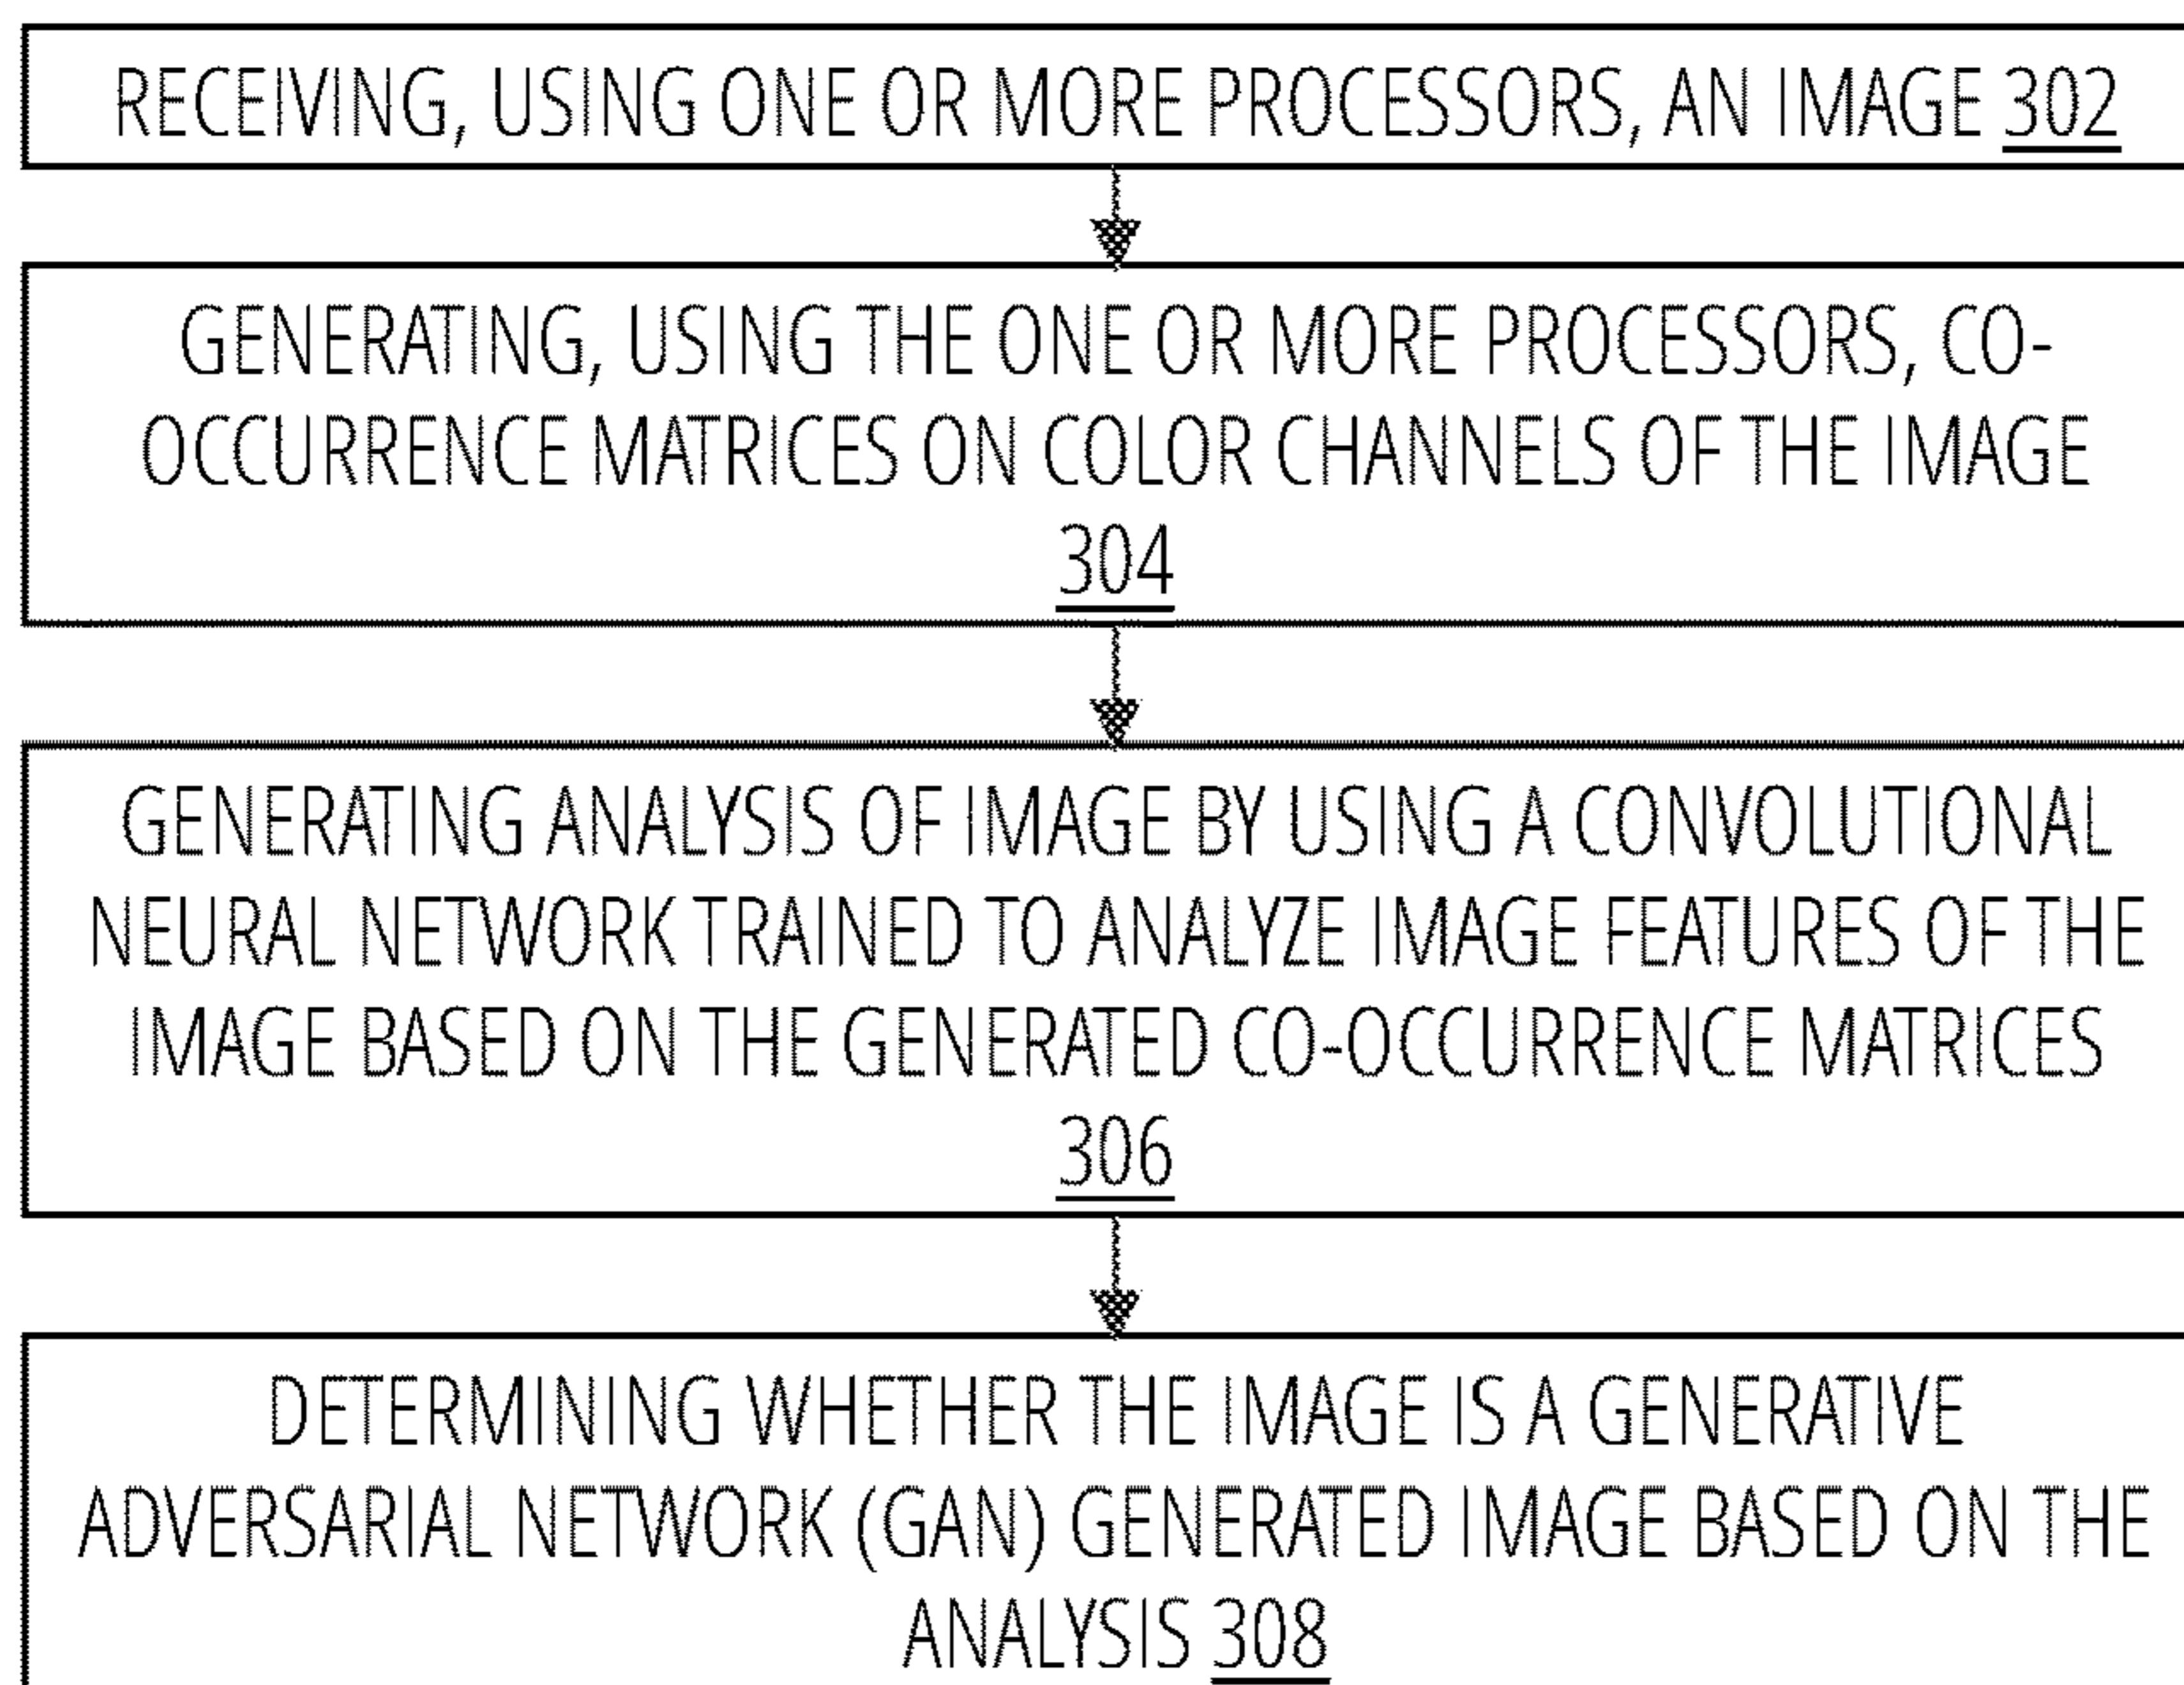 RECEIVING, USING ONE OR MORE PROCESSORS, AN IMAGE 302
GENERATING, USING THE ONE OR MORE PROCESSORS, CO-
OCCURRENCE MATRICES ON COLOR CHANNELS OF THE IMAGE
304
GENERATING ANALYSIS OF IMAGE BY USING A CONVOLUTIONAL
NEURAL NETWORK TRAINED TO ANALYZE IMAGE FEATURES OF THE
IMAGE BASED ON THE GENERATED CO-OCCURRENCE MATRICES
306
DETERMINING WHETHER THE IMAGE IS A GENERATIVE
ADVERSARIAL NETWORK (GAN) GENERATED IMAGE BASED ON THE
ANALYSIS 308